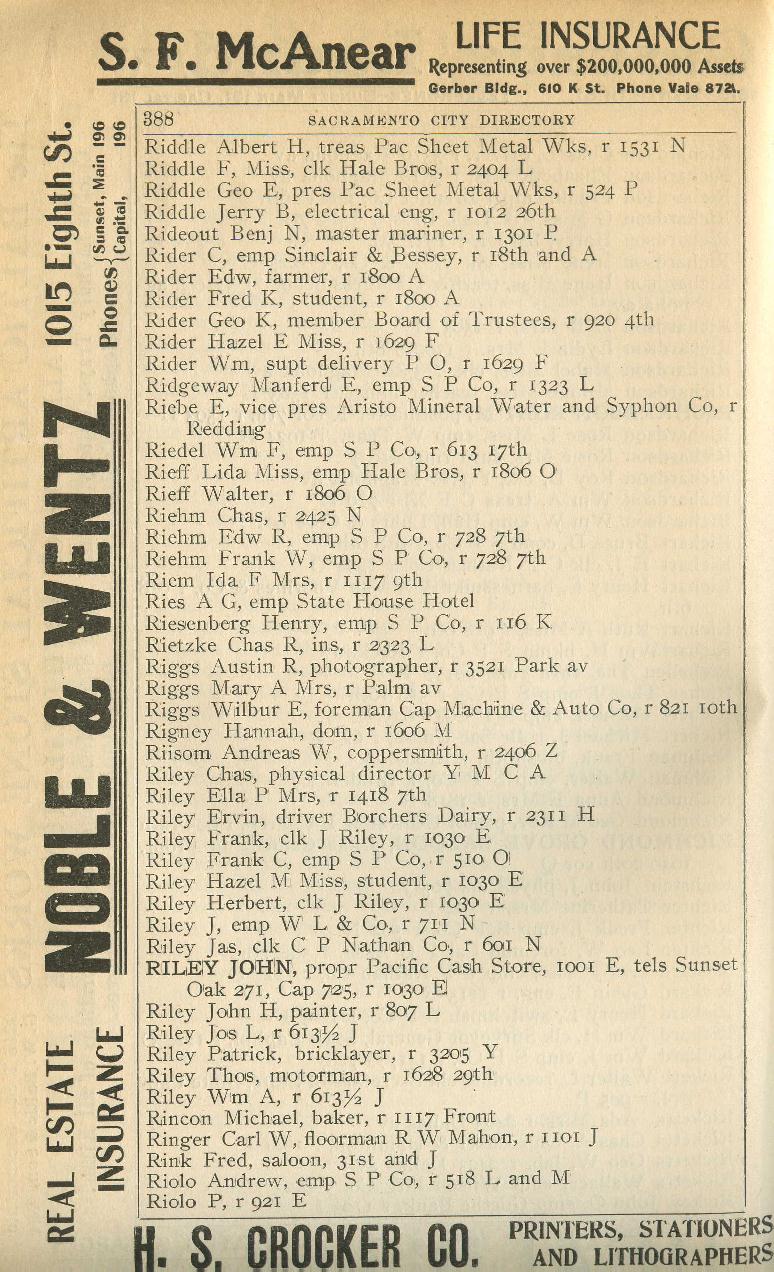 S. F. McAnear
LIFE INSURANCE
Representing over $200,000,000 Assets
Gerber Bldg., 610 K St. Phone Vale 872L.
1015 Eighth St.
Phones {Sunset, Main 196
Capital, 196
NOBLE & WENTZ
REAL ESTATE
INSURANCE
388 SACRAMENTO CITY DIRECTORY
Riddle Albert H, treas Pac Sheet Metal Wks, r 1531 N
Riddle F, Miss, clk Hale Bros, r 2404 L
Riddle Geo E, pres Pac Sheet Metal Wks, r 524 P
Riddle Jerry B, electrical eng, r 1012 26th
Rideout Benj N, master mariner, r 1301 P
Rider C, emp Sinclair & Bessey, r 18th and A
Rider Edw, farmer, r 1800 A
Rider Fred K, student, r 1800 A
Rider Geo K, member Board of Trustees, r 920 4th
Rider Hazel E Miss, r 1629 F
Rider Wm, supt delivery P O, r 1629 F
Ridgeway Manferd E, emp S P Co, r 1323 L
Riebe E, vice pres Aristo Mineral Water and Syphon Co, r
Redding
Riedel Wm F, emp S P Co, r 613 17th
Rieff Lida Miss, emp Hale Bros, r 1806 O
Rieff Walter, r 1806 O
Riehm Chas, r 2425 N
Riehm Edw R, emp S P Co, r 728 7th
Riehm Frank W, emp S P Co, r 728 7th
Riem Ida F Mrs, r 1117 9th
Ries A G, emp State House Hotel
Riesenberg Henry, emp S P Co, r 116 K
Rietzke Chas R, ins, r 2323 L
Riggs Austin R, photographer, r 3521 Park av
Riggs Mary A Mrs, r Palm av
Riggs Wilbur E, foreman Cap Machine & Auto Co, r 821 10th
Rigney Hannah, dom, r 1606 M
Riisom Andreas W, coppersmith, r 2406 Z
Riley Chas, physical director Y M C A
Riley Ella P Mrs, r 1418 7th
Riley Ervin, driver Borchers Dairy, r 2311 H
Riley Frank, clk J Riley, r 1030 E
Riley Frank C, emp S P Co, r 510 O
Riley Hazel M Miss, student, r 1030 E
Riley Herbert, clk J Riley, r 1030 E
Riley J, emp W L & Co, r 711 N
Riley Jas, clk C P Nathan Co, r 601 N
RILEY JOHN, propr Pacific Cash Store, 1001 E, tels Sunset
Oak 271, Cap 725, r 1030 E
Riley John H, painter, r 807 L
Riley Jos L, r 613½ J
Riley Patrick, bricklayer, r 3205 Y
Riley Thos, motorman, r 1628 29th
Riley Wm A, r 613½ J
Rincon Michael, baker, r 1117 Front
Ringer Carl W, floorman R W Mahon, r 1101 J
Rink Fred, saloon, 31st and J
Riolo Andrew, emp S P Co, r 518 L and M
Riolo P, r 921 E
H. S. CROCKER CO.
PRINTERS, STATIONERS
AND LITHOGRAPHERS